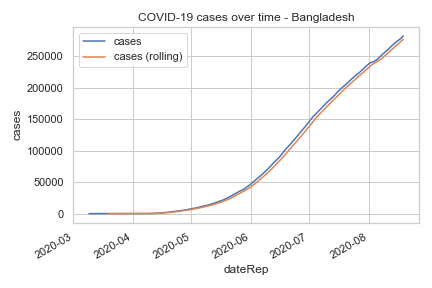 COVID-19 cases over time - Bangladesh
cases
cases (rolling)
250000
200000
150000
100000
50000
0
cases
2020-03
2020-04
2020-05
2020-06
2020-07
2020-08
dateRep